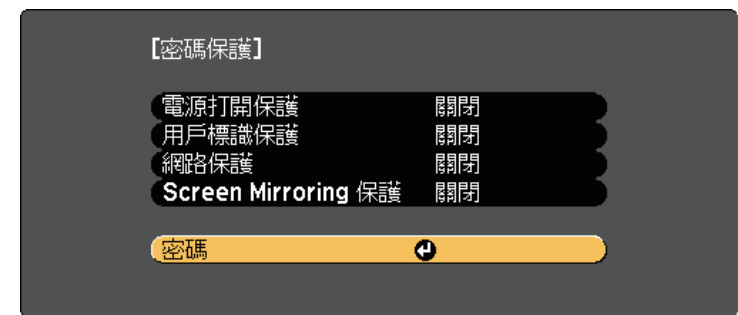 [密碼保護]
電源打開保護 關閉
用戶標識保護 關閉
網路保護 關閉
Screen Mirroring 保護 關閉
密碼